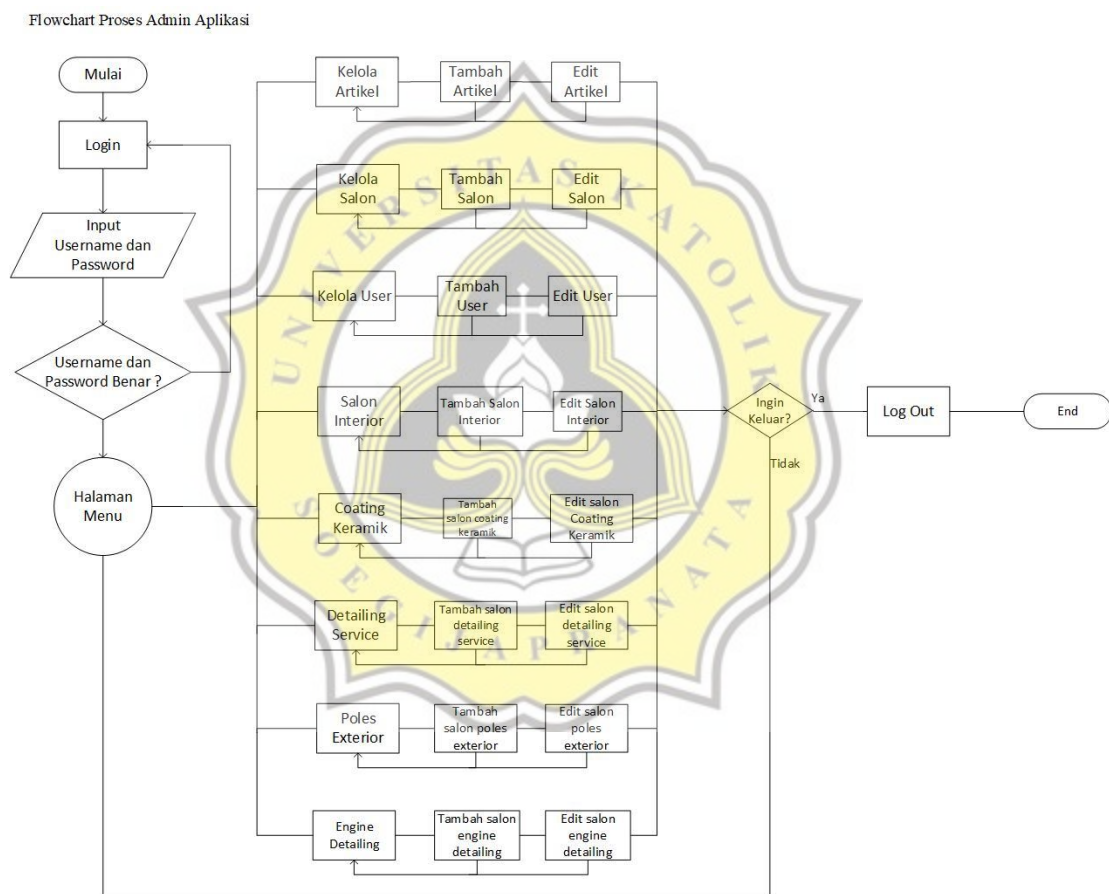 Flowchart Proses Admin Aplikasi
Mulai
Login
Input
Username dan
Password
Username dan
Password Benar ?
Halaman
Menu
Kelola
Artikel
Tambah
Artikel
Edit
Artikel
Kelola
Salon
Tambah
Salon
Edit
Salon
Kelola User
Tambah
User
Edit User
Salon
Interior
Tambah Salon
Interior
Edit Salon
Interior
Coating
Keramik
Tambah
salon coating
keramik
Edit salon
Coating
Keramik
Detailing
Service
Tambah salon
detailing
service
Edit salon
detailing
service
Poles
Exterior
Tambah
salon poles
exterior
Edit salon
poles
exterior
Engine
Detailing
Tambah salon
engine
detailing
Edit salon
engine
detailing
Ingin
Keluar?
Ya
Tidak
Log Out
End
UNIVERSITAS KATOLIK
SOEGIJAPRANATA